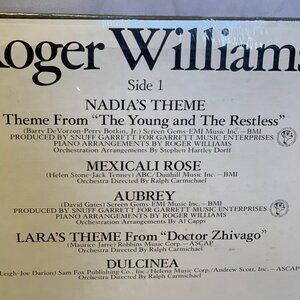 Roger Williams
Side 1
NADIA'S THEME
Theme From "The Young and The Restless"
(Barry DeVorzon-Perry Botkin, Jr.) Screen Gems-EMI Music Inc.—BMI
PRODUCED BY SNUFF GARRETT FOR GARRETT MUSIC ENTERPRISES
PIANO ARRANGEMENTS BY ROGER WILLIAMS
Orchestration Arrangements By Stephen Hartley Dorff
MEXICALI ROSE
(Helen Stone-Jack Tenney) ABC/Dunhill Music Inc.—BMI
Orchestra Directed By Ralph Carmichael
AUBREY
(David Gates) Screen Gems-EMI Music Inc.—BMI
PRODUCED BY SNUFF GARRETT FOR GARRETT MUSIC ENTERPRISES
PIANO ARRANGEMENTS BY ROGER WILLIAMS
Orchestration Arrangements By Al Capps
LARA'S THEME From "Doctor Zhivago"
(Maurice Jarre) Robbins Music Corp.—ASCAP
Orchestra Directed By Ralph Carmichael
DULCINEA
Leigh-Joe Darion) Sam Fox Publishing Co., Inc./Helena Music Corp./Andrew Scott, Inc.—ASCAP
Orchestra Directed By Ralph Carmichael